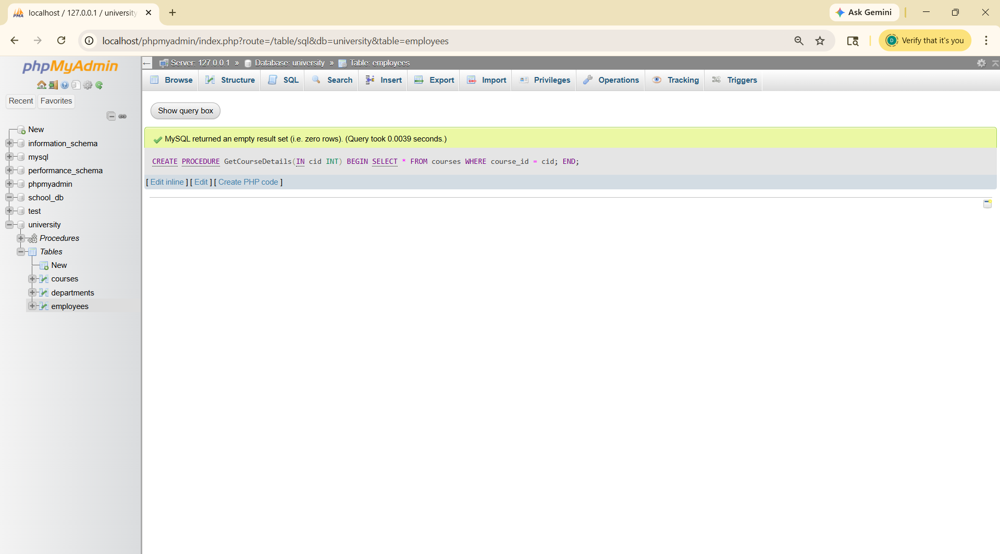 localhost / 127.0.0.1 / university
Ask Gemini
localhost/phpmyadmin/index.php?route=/table/sql&db=university&table=employees
D
Verify that it's you
phpMyAdmin
Recent
Favorites
New
information_schema
mysql
performance_schema
phpmyadmin
school_db
test
university
Procedures
Tables
New
courses
departments
employees
Server: 127.0.0.1 » Database: university » Table: employees
Browse
Structure
SQL
Search
Insert
Export
Import
Privileges
Operations
Tracking
Triggers
Show query box
MySQL returned an empty result set (i.e. zero rows). (Query took 0.0039 seconds.)
CREATE PROCEDURE GetCourseDetails(IN cid INT) BEGIN SELECT * FROM courses WHERE course_id = cid; END;
[ Edit inline ] [ Edit ] [ Create PHP code ]